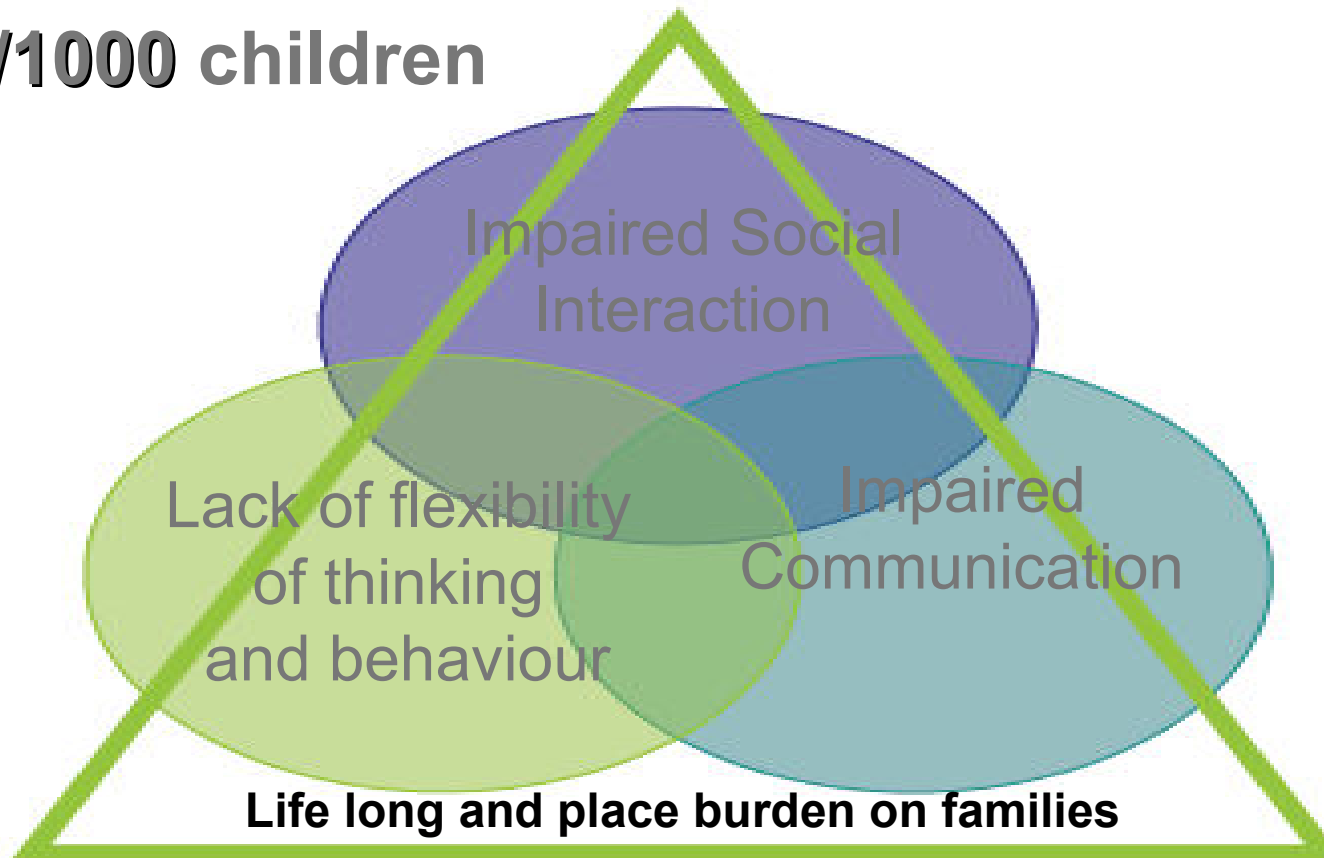 /1000 children
Impaired Social
Interaction
Lack of flexibility
of thinking
and behaviour
Impaired
Communication
Life long and place burden on families